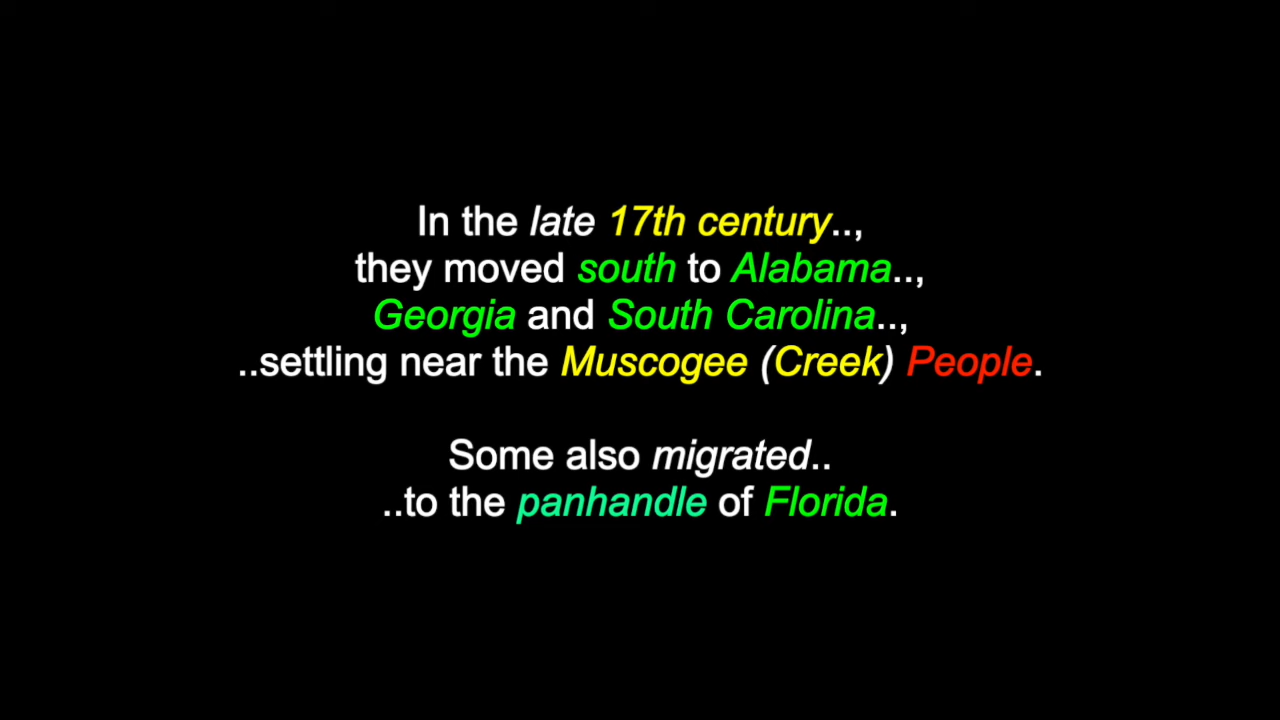 In the late 17th century..,
they moved south to Alabama..,
Georgia and South Carolina..,
..settling near the Muscogee (Creek) People.
Some also migrated..
..to the panhandle of Florida.